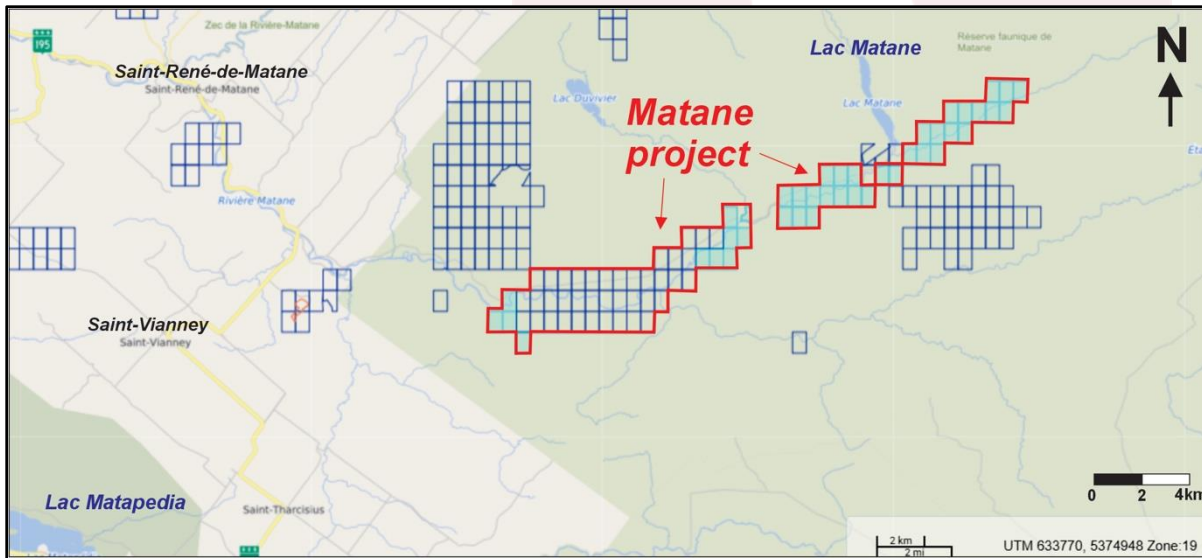 Zec de la Rivière-Matane
195
Saint-René-de-Matane
Saint-René-de-Matane
Lac Duvivier
Lac Matane
Réserve faunique de
Matane
Lac Matane
N
Matane
project
Rivière Matane
Saint-Vianney
Saint-Vianney
Lac Matapedia
Saint-Tharcisius
0 2 4km
2 km
2 mi
UTM 633770, 5374948 Zone:19